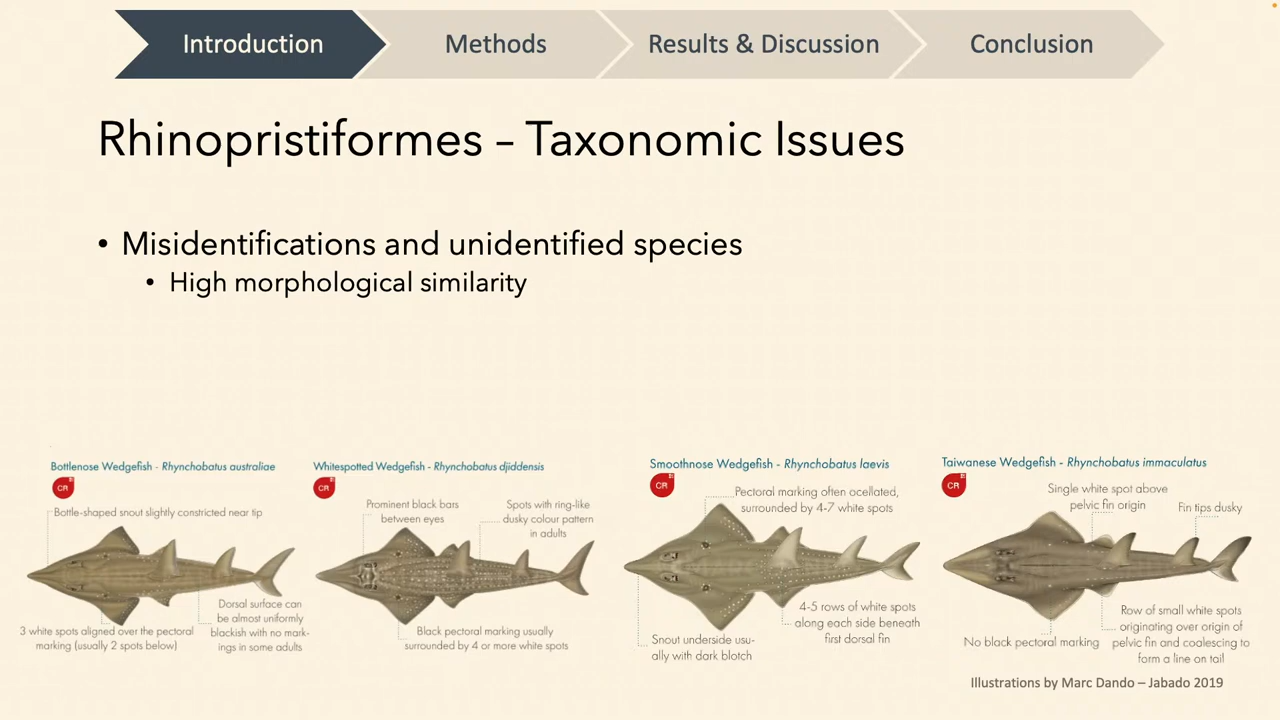 Introduction
Methods
Results & Discussion
Conclusion
Rhinopristiformes – Taxonomic Issues
• Misidentifications and unidentified species
• High morphological similarity
Bottlenose Wedgefish - Rhynchobatus australiae
CR
Bottle-shaped snout slightly constricted near tip
3 white spots aligned over the pectoral
marking (usually 2 spots below)
Dorsal surface can
be almost uniformly
blackish with no mark-
ings in some adults
Whitespotted Wedgefish - Rhynchobatus djiddensis
CR
Prominent black bars
between eyes
Spots with ring-like
dusky colour pattern
in adults
Black pectoral marking usually
surrounded by 4 or more white spots
Smoothnose Wedgefish - Rhynchobatus laevis
CR
Pectoral marking often ocellated,
surrounded by 4-7 white spots
Snout underside usu-
ally with dark blotch
4-5 rows of white spots
along each side beneath
first dorsal fin
Taiwanese Wedgefish - Rhynchobatus immaculatus
CR
Single white spot above
pelvic fin origin
Fin tips dusky
No black pectoral marking
Row of small white spots
originating over origin of
pelvic fin and coalescing to
form a line on tail
Illustrations by Marc Dando – Jabado 2019